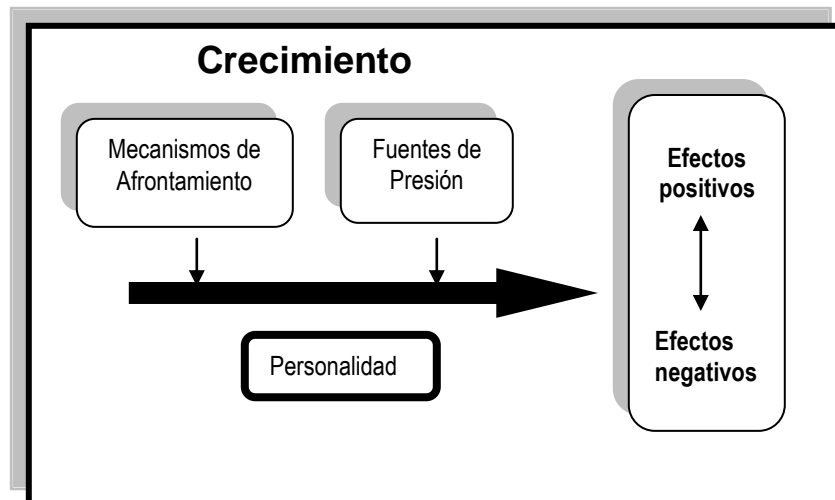 Crecimiento
Mecanismos de
Afrontamiento
Fuentes de
Presión
Efectos
positivos
Efectos
negativos
Personalidad